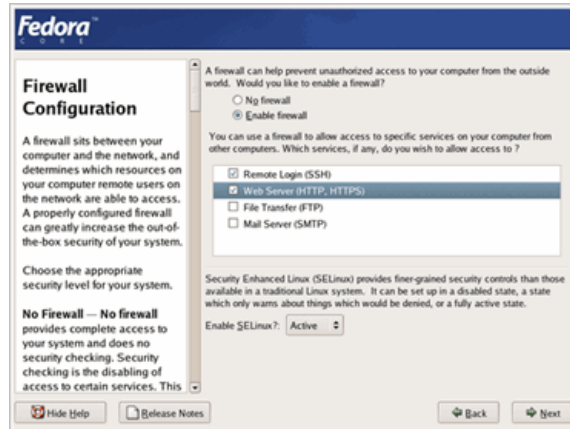 Fedora™
CORE
Firewall
Configuration
A firewall sits between your
computer and the network, and
determines which resources on
your computer remote users on
the network are able to access.
A properly configured firewall
can greatly increase the out-of-
the-box security of your system.
Choose the appropriate
security level for your system.
No Firewall — No firewall
provides complete access to
your system and does no
security checking. Security
checking is the disabling of
access to certain services. This
A firewall can help prevent unauthorized access to your computer from the outside
world. Would you like to enable a firewall?
No firewall
Enable firewall
You can use a firewall to allow access to specific services on your computer from
other computers. Which services, if any, do you wish to allow access to ?
Remote Login (SSH)
Web Server (HTTP, HTTPS)
File Transfer (FTP)
Mail Server (SMTP)
Security Enhanced Linux (SELinux) provides finer-grained security controls than those
available in a traditional Linux system. It can be set up in a disabled state, a state
which only warns about things which would be denied, or a fully active state.
Enable SELinux?: Active
Hide Help
Release Notes
Back
Next